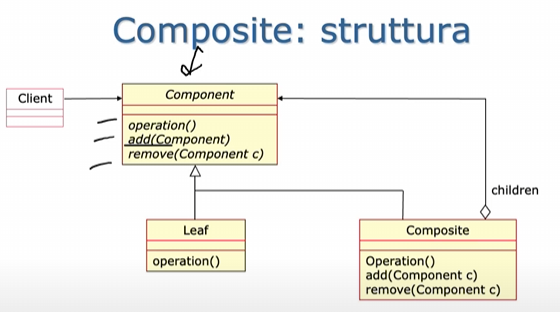 Composite: struttura
Client
Component
operation()
add(Component)
remove(Component c)
children
Leaf
operation()
Composite
Operation()
add(Component c)
remove(Component c)